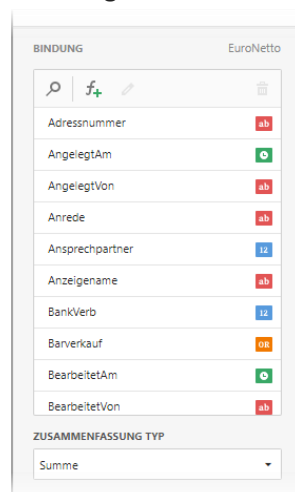 BINDUNG EuroNetto
Adressnummer ab
AngelegtAm
AngelegtVon ab
Anrede ab
Ansprechpartner 12
Anzeigename ab
BankVerb 12
Barverkauf OR
BearbeitetAm
BearbeitetVon ab
ZUSAMMENFASSUNG TYP
Summe